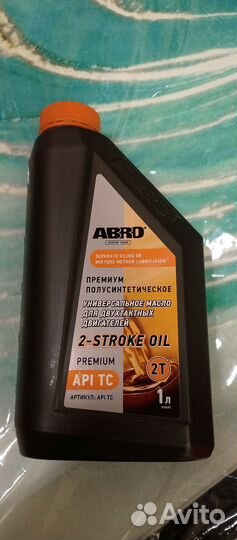 ABRO
SINCE 1939
SEPARATE OILING OR
MIXTURE METHOD LUBRICATION
ПРЕМИУМ
ПОЛУСИНТЕТИЧЕСКОЕ
УНИВЕРСАЛЬНОЕ МАСЛО
ДЛЯ ДВУХТАКТНЫХ
ДВИГАТЕЛЕЙ
2-STROKE OIL
PREMIUM
API TC
2T
1 л
АРТИКУЛ: API TC
Avito